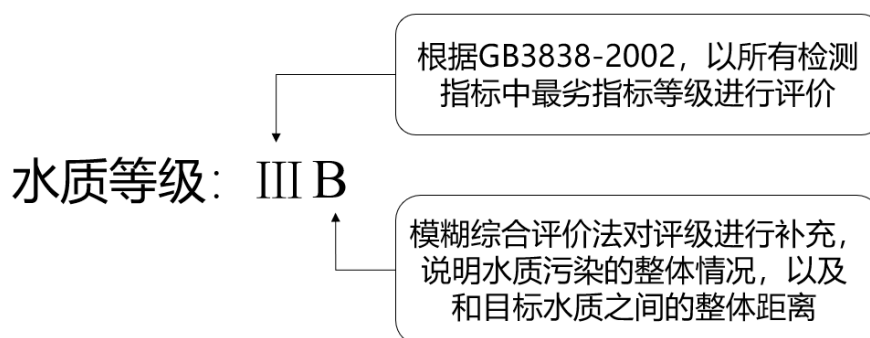 根据GB3838-2002，以所有检测
指标中最劣指标等级进行评价
水质等级：III B
模糊综合评价法对评级进行补充，
说明水质污染的整体情况，以及
和目标水质之间的整体距离